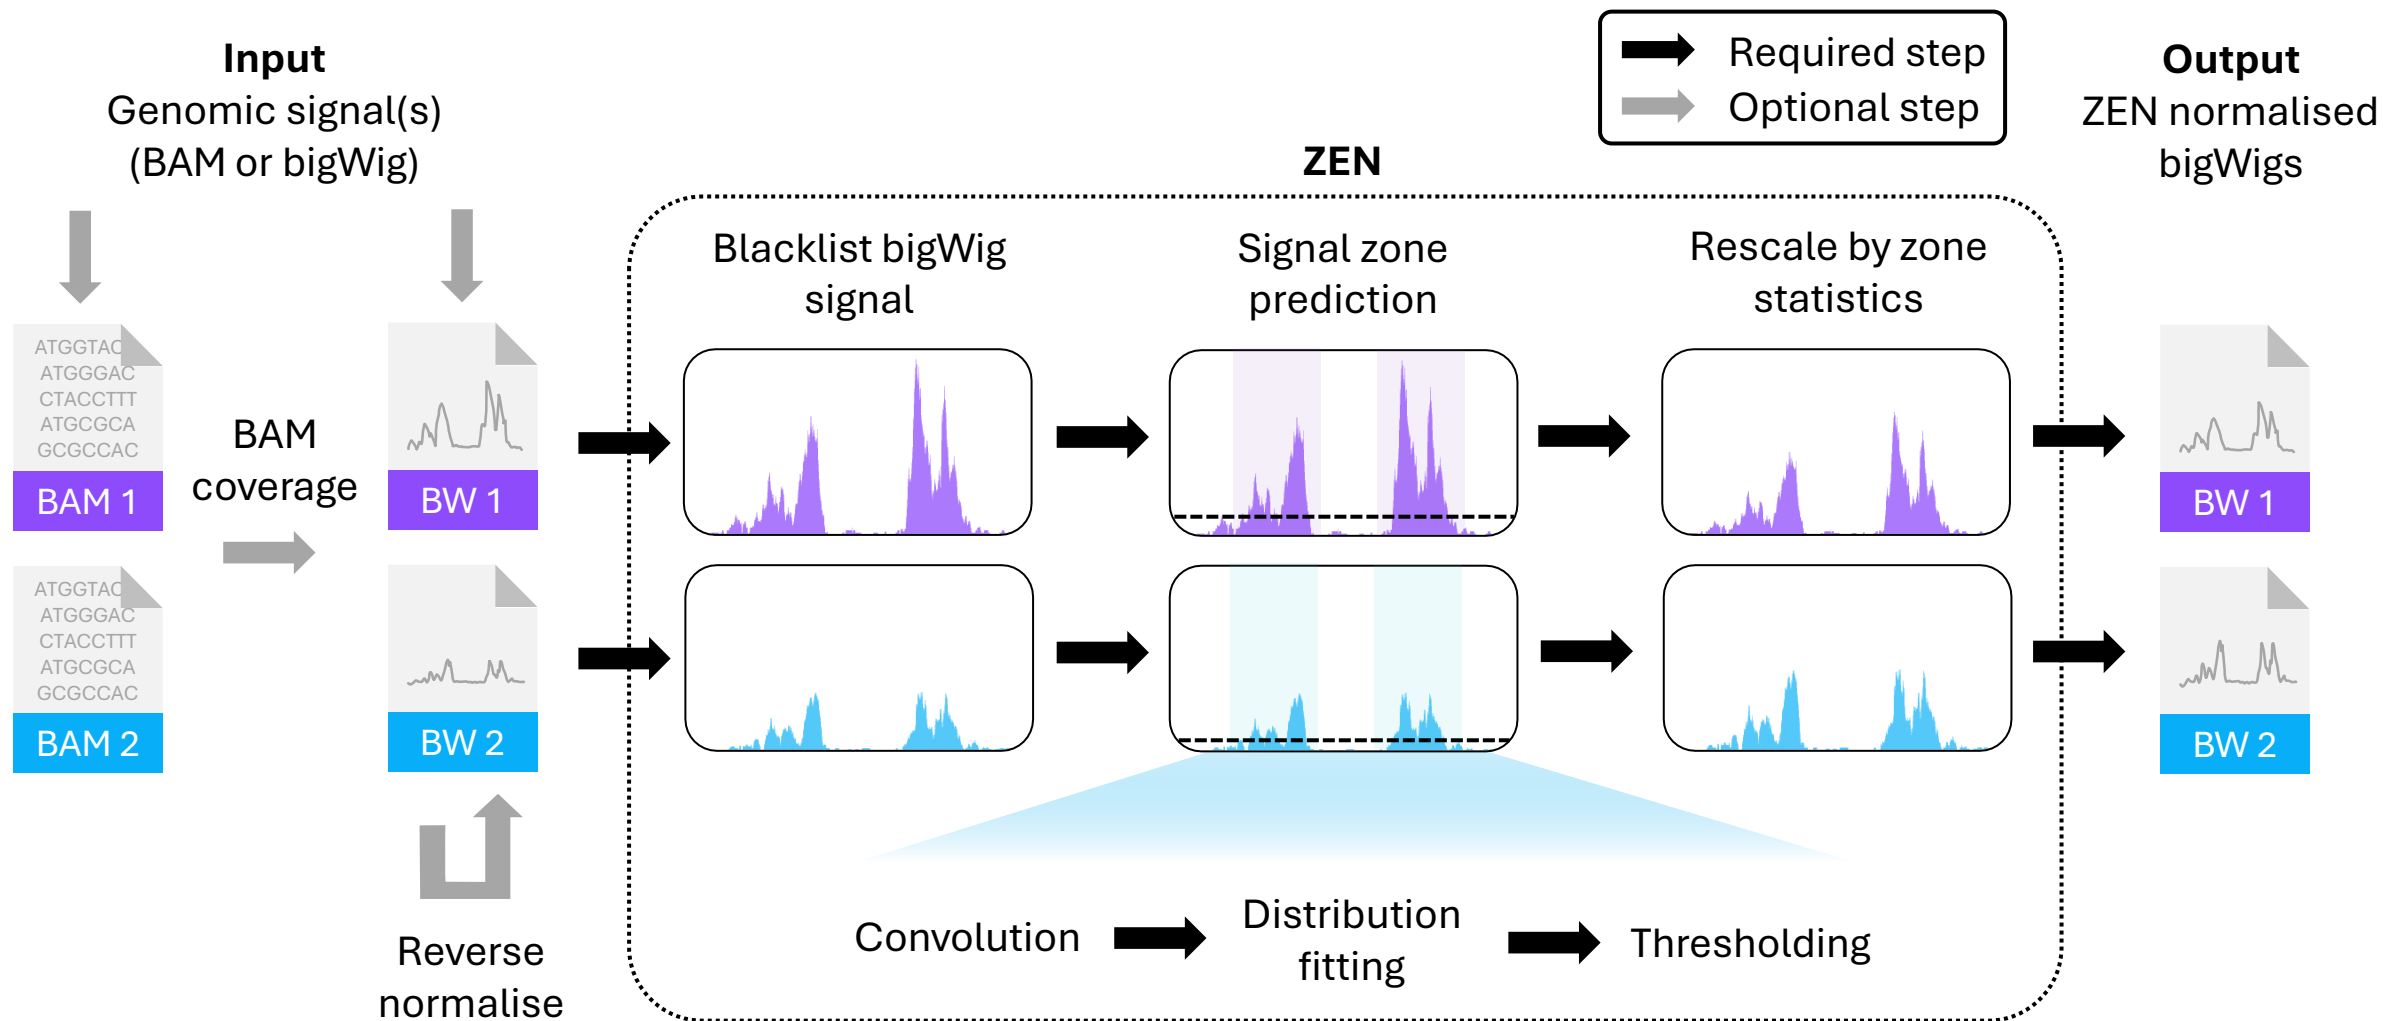 Input
Genomic signal(s)
(BAM or bigWig)
Required step
Optional step
Output
ZEN normalised
bigWigs
ZEN
Blacklist bigWig
signal
Signal zone
prediction
Rescale by zone
statistics
ATGGTAC
ATGGGAC
CTACCTTT
ATGCGCA
GCGCCAC
BAM 1
BAM
coverage
BW 1
BW 1
ATGGTAC
ATGGGAC
CTACCTTT
ATGCGCA
GCGCCAC
BAM 2
BW 2
BW 2
Reverse
normalise
Convolution
Distribution
fitting
Thresholding